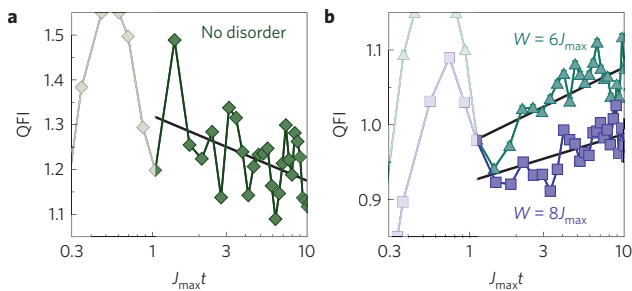 a
No disorder
QFI
1.5
1.4
1.3
1.2
1.1
0.3
1
3
10
J_max t
b
W = 6J_max
W = 8J_max
QFI
1.1
1.0
0.9
0.3
1
3
10
J_max t